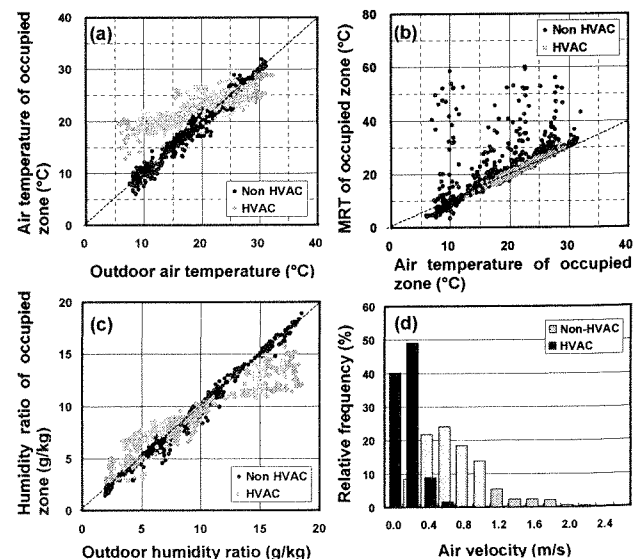 (a)
Air temperature of occupied
zone (°C)
40
30
20
10
0
Non HVAC
HVAC
0 10 20 30 40
Outdoor air temperature (°C)
(b)
MRT of occupied zone (°C)
80
60
40
20
0
Non HVAC
HVAC
0 10 20 30 40
Air temperature of occupied
zone (°C)
(c)
Humidity ratio of occupied
zone (g/kg)
20
15
10
5
0
Non HVAC
HVAC
0 5 10 15 20
Outdoor humidity ratio (g/kg)
(d)
Relative frequency (%)
60
50
40
30
20
10
0
Non-HVAC
HVAC
0.0 0.4 0.8 1.2 1.6 2.0 2.4
Air velocity (m/s)